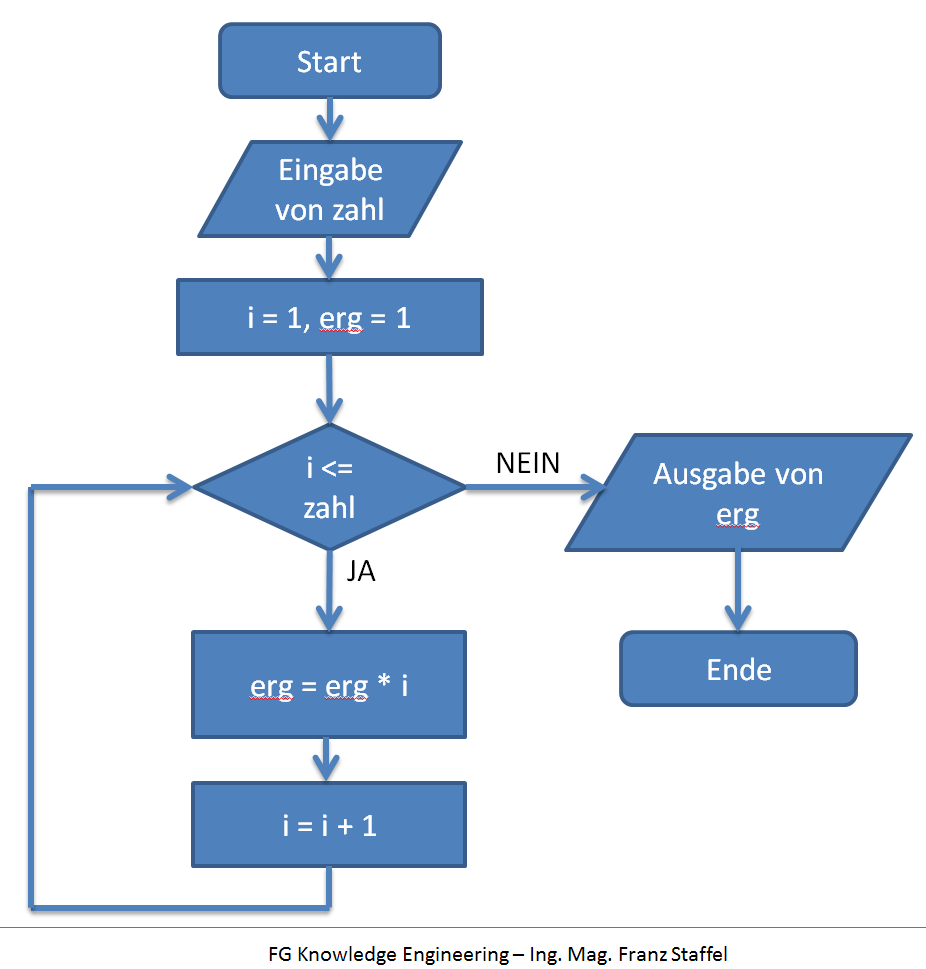 Start
Eingabe
von zahl
i = 1, erg = 1
i <=
zahl
NEIN
Ausgabe von
erg
JA
erg = erg * i
Ende
i = i + 1
FG Knowledge Engineering – Ing. Mag. Franz Staffel